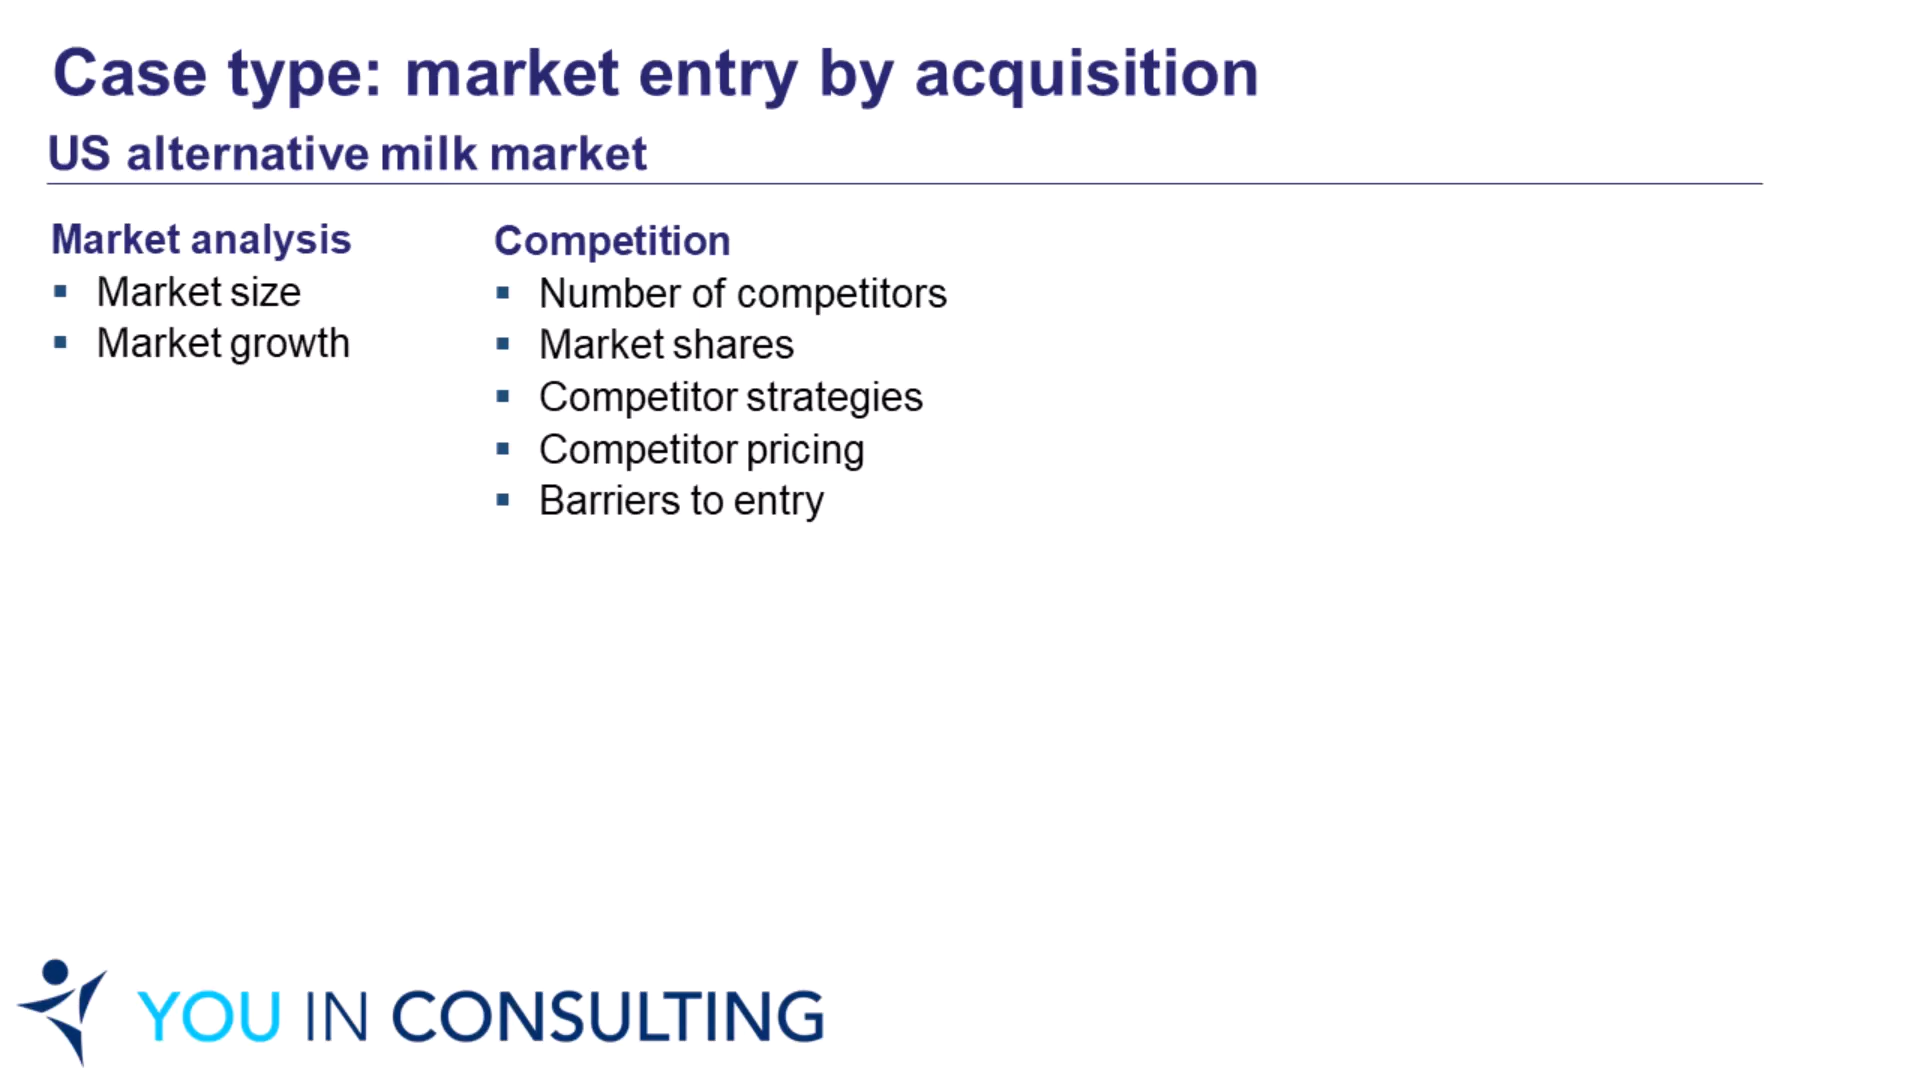 Case type: market entry by acquisition
US alternative milk market
Market analysis
Market size
Market growth
Competition
Number of competitors
Market shares
Competitor strategies
Competitor pricing
Barriers to entry
YOU IN CONSULTING